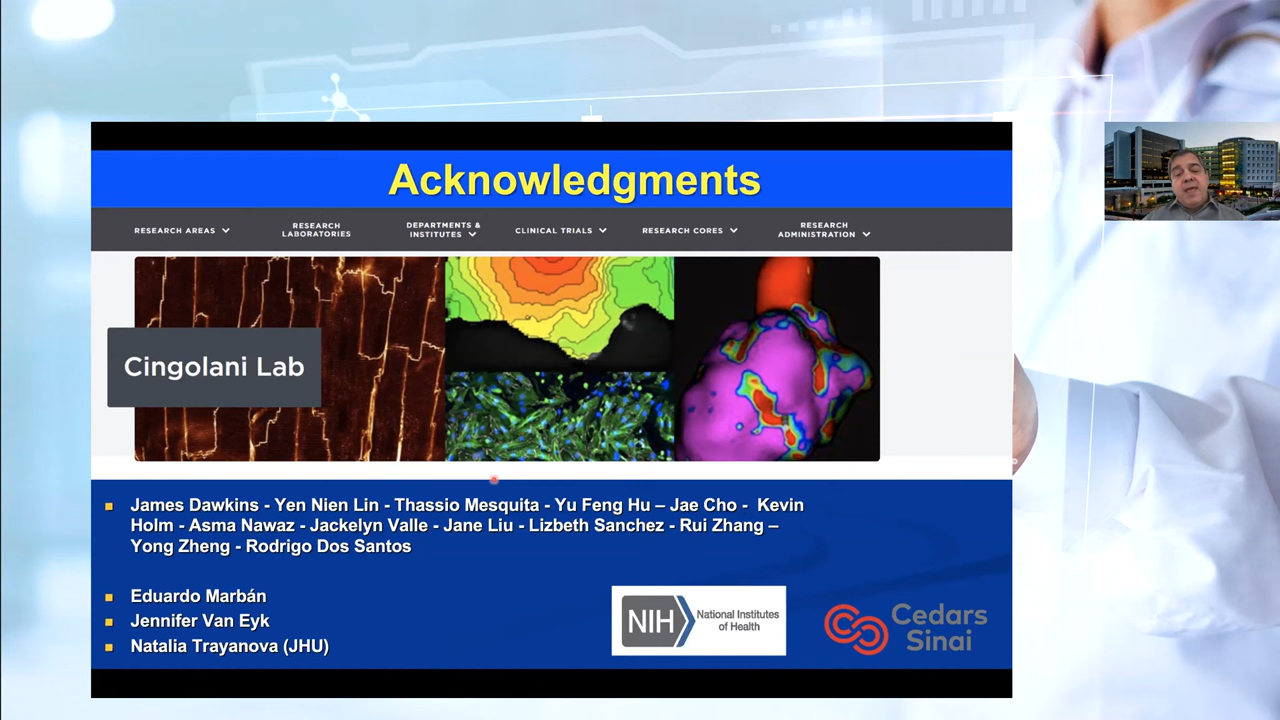 Acknowledgments
RESEARCH AREAS
RESEARCH
LABORATORIES
DEPARTMENTS &
INSTITUTES
CLINICAL TRIALS
RESEARCH CORES
RESEARCH
ADMINISTRATION
Cingolani Lab
James Dawkins - Yen Nien Lin - Thassio Mesquita - Yu Feng Hu – Jae Cho - Kevin
Holm - Asma Nawaz - Jackelyn Valle - Jane Liu - Lizbeth Sanchez - Rui Zhang –
Yong Zheng - Rodrigo Dos Santos
Eduardo Marbán
Jennifer Van Eyk
Natalia Trayanova (JHU)
NIH
National Institutes
of Health
Cedars
Sinai